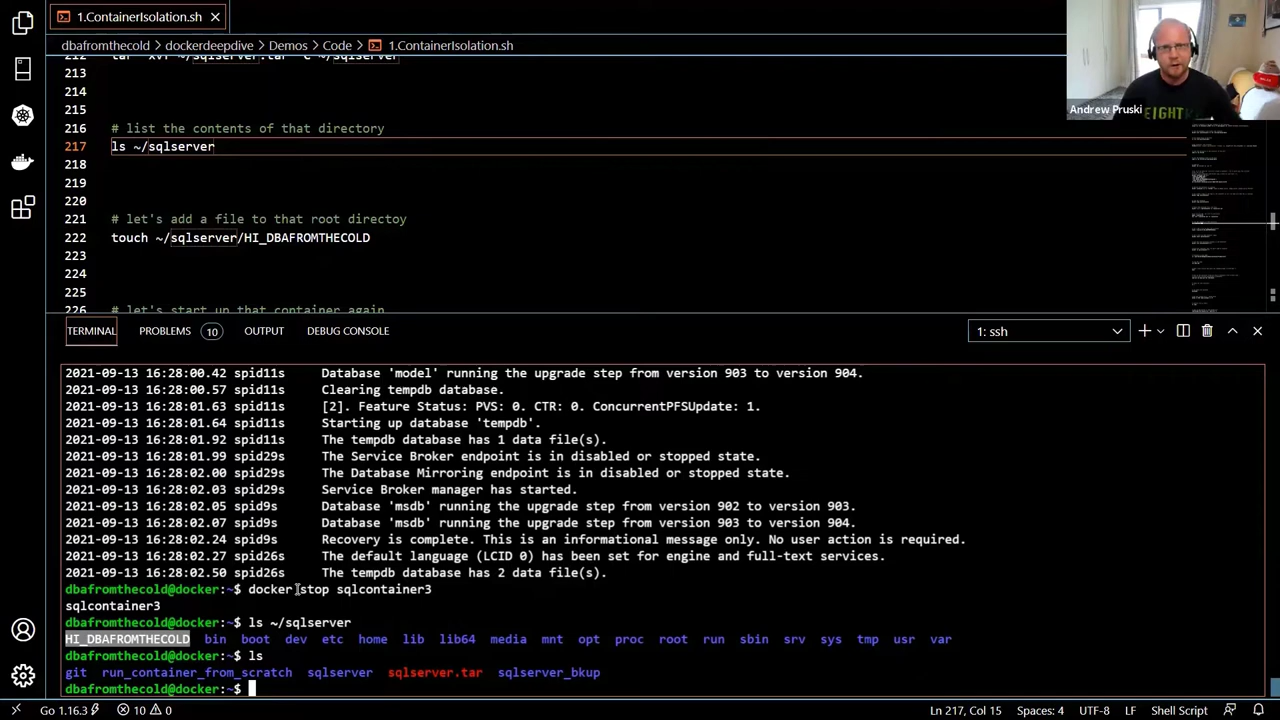 1.ContainerIsolation.sh
Andrew Pruski
dbafromthecold > dockerdeepdive > Demos > Code > 1.ContainerIsolation.sh
212 tar -xvf ~/sqlserver.tar -C ~/sqlserver
213
214
215
216 # list the contents of that directory
217 ls ~/sqlserver
218
219
221 # let's add a file to that root directoy
222 touch ~/sqlserver/HI_DBAFROMTHECOLD
223
224
225
226 # let's start up that container again
TERMINAL PROBLEMS 10 OUTPUT DEBUG CONSOLE 1: ssh
2021-09-13 16:28:00.42 spid11s Database 'model' running the upgrade step from version 903 to version 904.
2021-09-13 16:28:00.57 spid11s Clearing tempdb database.
2021-09-13 16:28:01.63 spid11s [2]. Feature Status: PVS: 0. CTR: 0. ConcurrentPFSUpdate: 1.
2021-09-13 16:28:01.64 spid11s Starting up database 'tempdb'.
2021-09-13 16:28:01.92 spid11s The tempdb database has 1 data file(s).
2021-09-13 16:28:01.99 spid29s The Service Broker endpoint is in disabled or stopped state.
2021-09-13 16:28:02.00 spid29s The Database Mirroring endpoint is in disabled or stopped state.
2021-09-13 16:28:02.03 spid29s Service Broker manager has started.
2021-09-13 16:28:02.05 spid9s Database 'msdb' running the upgrade step from version 902 to version 903.
2021-09-13 16:28:02.07 spid9s Database 'msdb' running the upgrade step from version 903 to version 904.
2021-09-13 16:28:02.24 spid9s Recovery is complete. This is an informational message only. No user action is required.
2021-09-13 16:28:02.27 spid26s The default language (LCID 0) has been set for engine and full-text services.
2021-09-13 16:28:02.50 spid26s The tempdb database has 2 data file(s).
dbafromthecold@docker:~$ docker stop sqlcontainer3
sqlcontainer3
dbafromthecold@docker:~$ ls ~/sqlserver
HI_DBAFROMTHECOLD bin boot dev etc home lib lib64 media mnt opt proc root run sbin srv sys tmp usr var
dbafromthecold@docker:~$ ls
git run_container_from_scratch sqlserver sqlserver.tar sqlserver_bkup
dbafromthecold@docker:~$
Go 1.16.3 10 0 Ln 217, Col 15 Spaces: 4 UTF-8 LF Shell Script